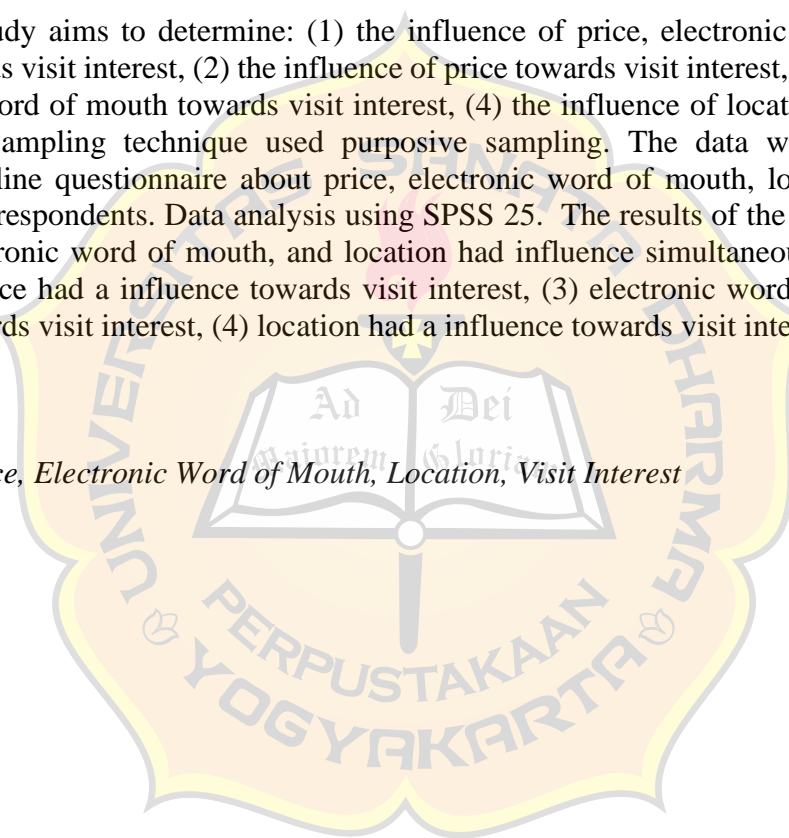 udy aims to determine: (1) the influence of price, electronic
ds visit interest, (2) the influence of price towards visit interest,
ord of mouth towards visit interest, (4) the influence of locat
ampling technique used purposive sampling. The data w
line questionnaire about price, electronic word of mouth, lo
respondents. Data analysis using SPSS 25. The results of the
ronic word of mouth, and location had influence simultaneou
ce had a influence towards visit interest, (3) electronic word
rds visit interest, (4) location had a influence towards visit inte
ce, Electronic Word of Mouth, Location, Visit Interest
UNIVERSITAS SANATA DHARMA
Ad Dei
Maiorem Gloriam
PERPUSTAKAAN
YOGYAKARTA